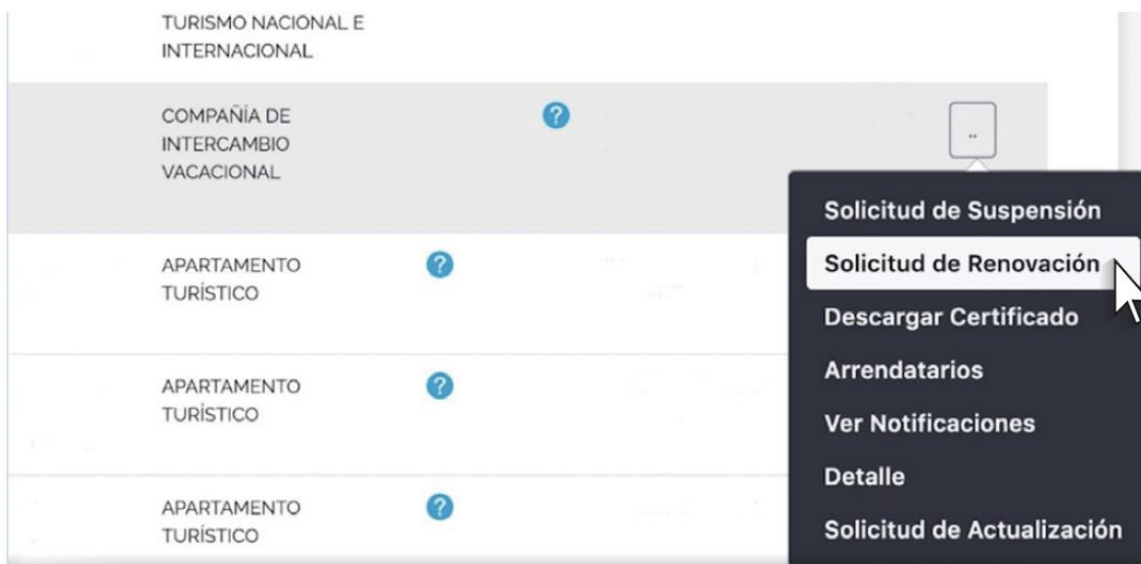 TURISMO NACIONAL E
INTERNACIONAL
COMPAÑÍA DE
INTERCAMBIO
VACACIONAL
?
..
Solicitud de Suspensión
Solicitud de Renovación
Descargar Certificado
Arrendatarios
Ver Notificaciones
Detalle
Solicitud de Actualización
APARTAMENTO
TURÍSTICO
?
APARTAMENTO
TURÍSTICO
?
APARTAMENTO
TURÍSTICO
?